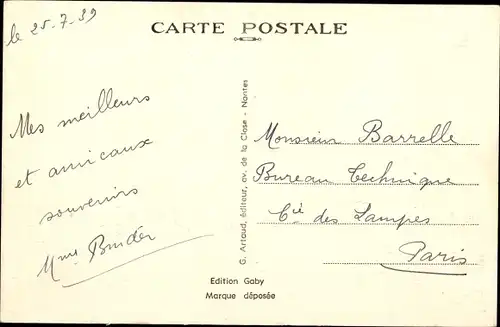 le 25-7-39
CARTE POSTALE
Mes meilleurs
et amicaux
souvenirs
Mme Binder
G. Artaud, éditeur, av. de la Close - Nantes
Monsieur Barrelle
Bureau Technique
Cie des Lampes
Paris
Edition Gaby
Marque déposée